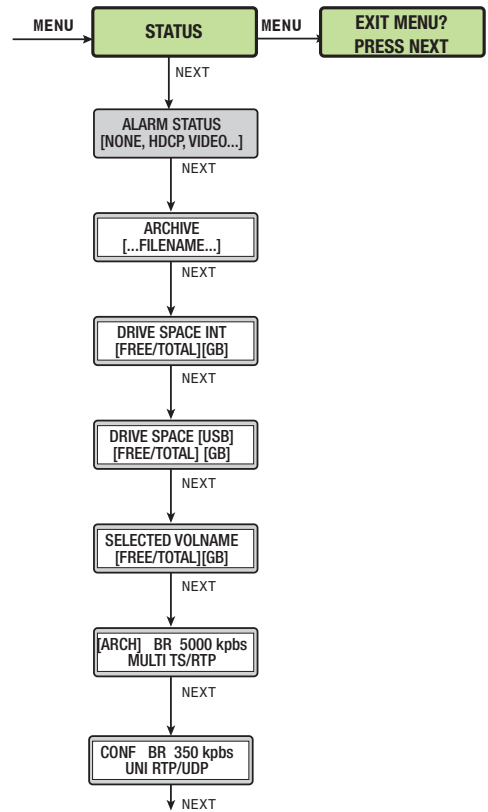 MENU
STATUS
MENU
EXIT MENU?
PRESS NEXT
NEXT
ALARM STATUS
[NONE, HDCP, VIDEO...]
NEXT
ARCHIVE
[...FILENAME...]
NEXT
DRIVE SPACE INT
[FREE/TOTAL][GB]
NEXT
DRIVE SPACE [USB]
[FREE/TOTAL] [GB]
NEXT
SELECTED VOLNAME
[FREE/TOTAL][GB]
NEXT
[ARCH] BR 5000 kpbs
MULTI TS/RTP
NEXT
CONF BR 350 kpbs
UNI RTP/UDP
NEXT